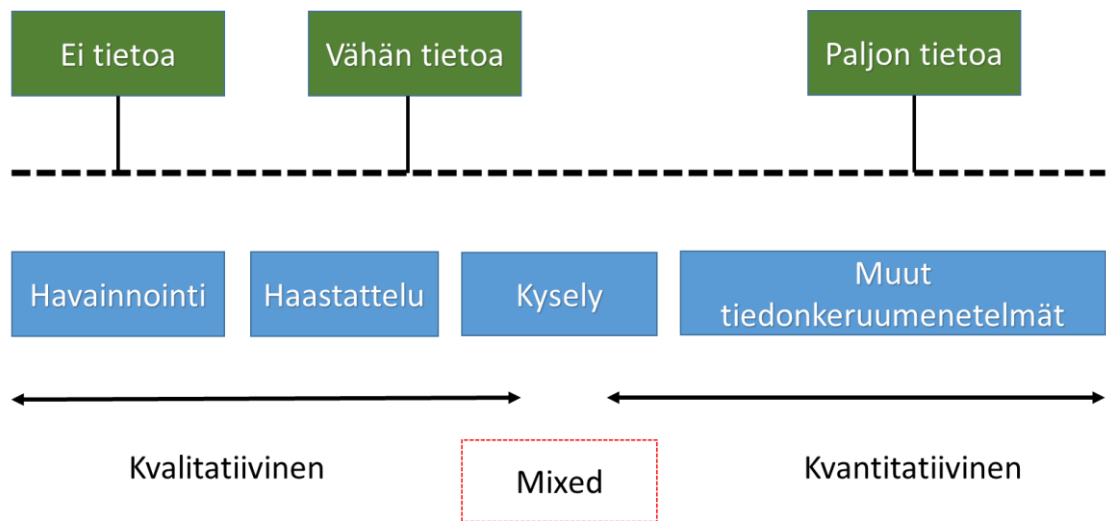 Ei tietoa
Vähän tietoa
Paljon tietoa
Havainnointi
Haastattelu
Kysely
Muut
tiedonkeruumenetelmät
Kvalitatiivinen
Mixed
Kvantitatiivinen